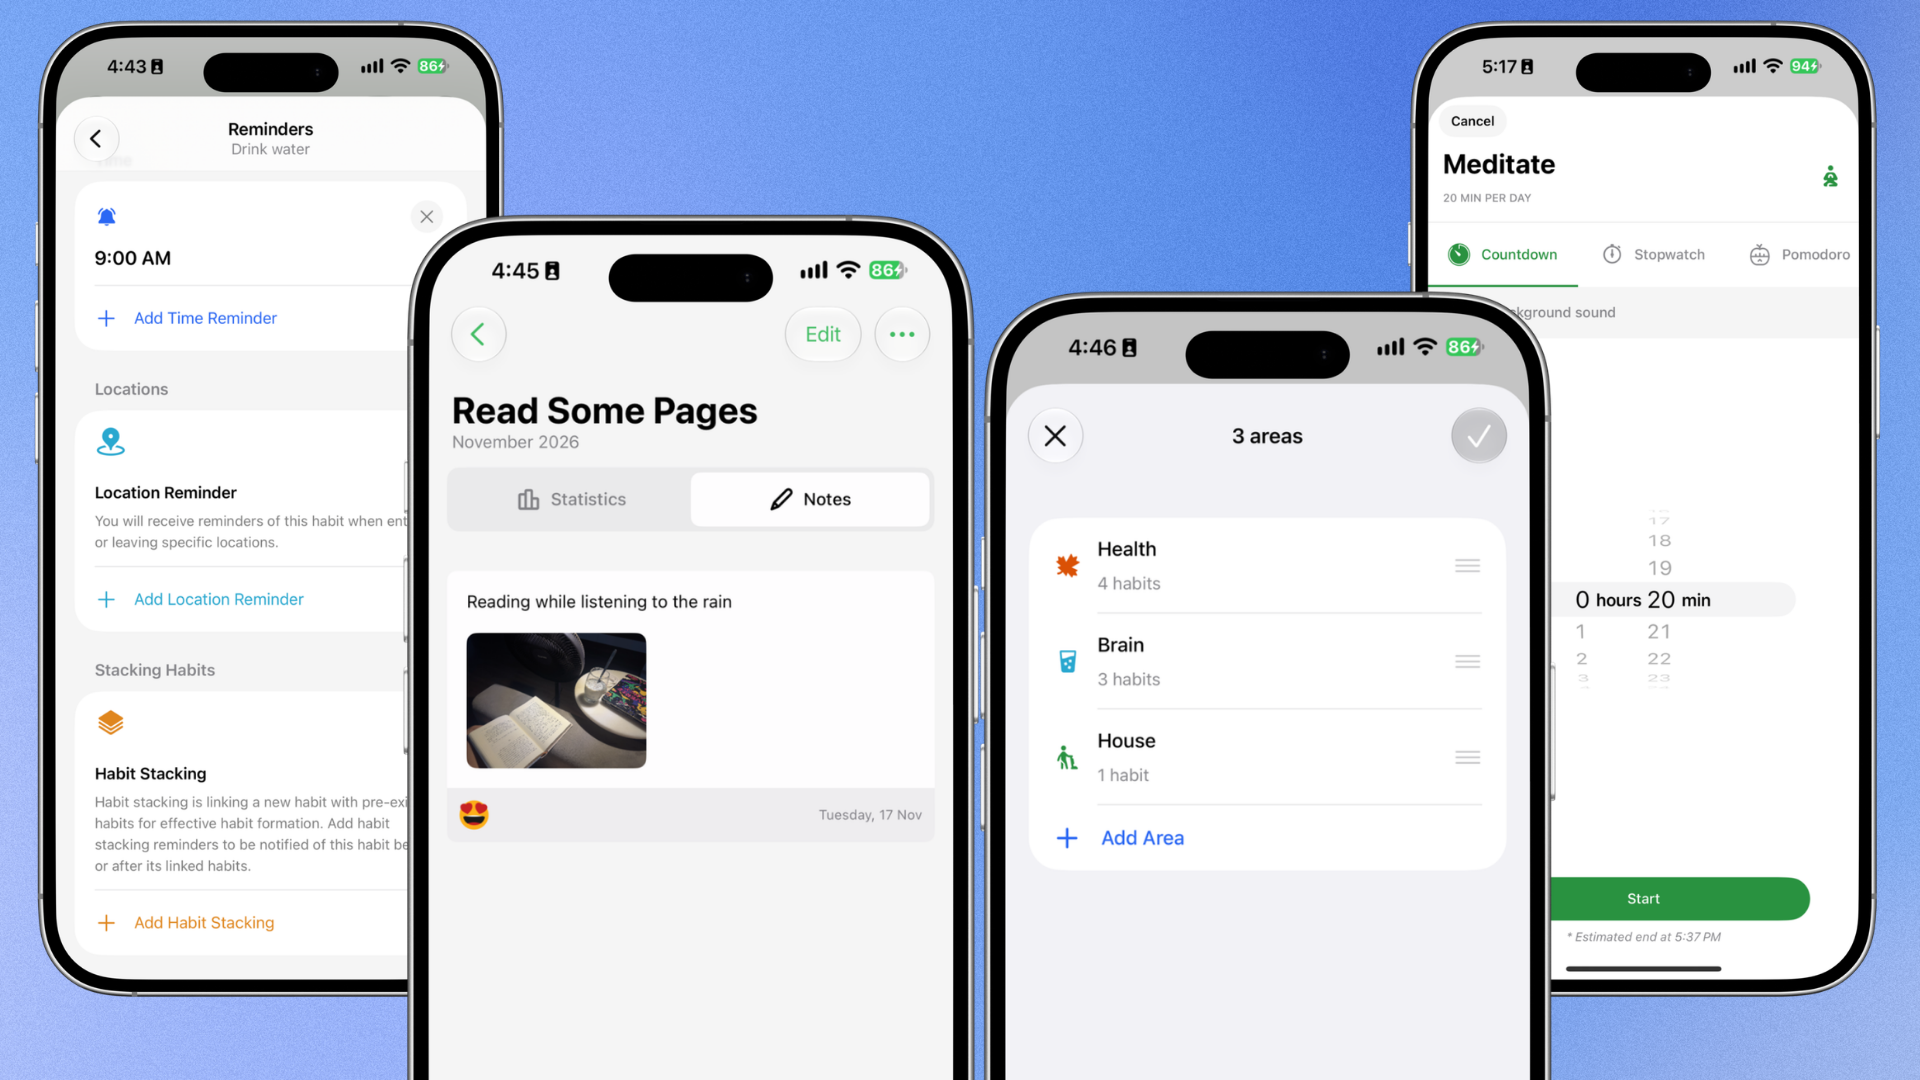 4:43
86
Reminders
Drink water
Time
9:00 AM
Add Time Reminder
Locations
Location Reminder
You will receive reminders of this habit when ent
or leaving specific locations.
Add Location Reminder
Stacking Habits
Habit Stacking
Habit stacking is linking a new habit with pre-exi
habits for effective habit formation. Add habit
stacking reminders to be notified of this habit be
or after its linked habits.
Add Habit Stacking
4:45
86
Edit
Read Some Pages
November 2026
Statistics
Notes
Reading while listening to the rain
Tuesday, 17 Nov
4:46
86
3 areas
Health
4 habits
Brain
3 habits
House
1 habit
Add Area
5:17
94
Cancel
Meditate
20 MIN PER DAY
Countdown
Stopwatch
Pomodoro
kground sound
17
18
19
0 hours 20 min
1 21
2 22
3 23
Start
* Estimated end at 5:37 PM